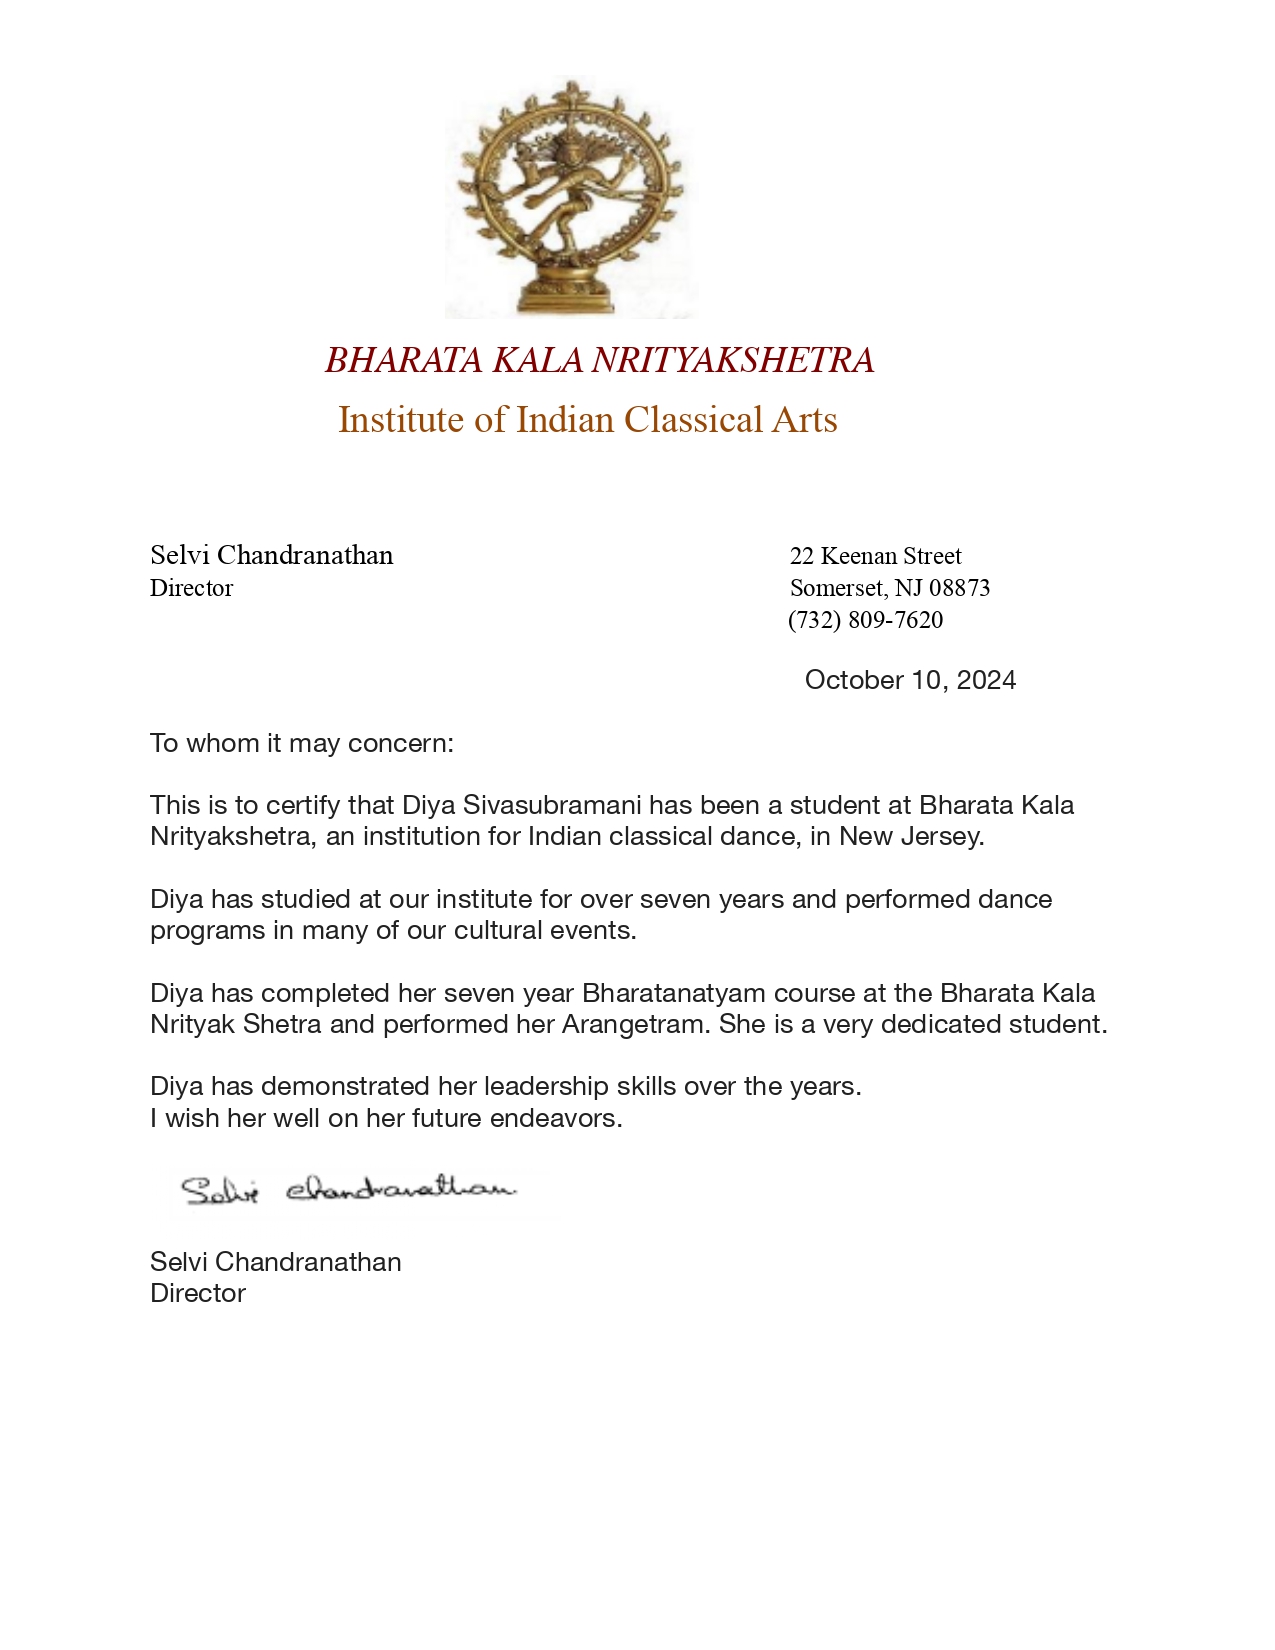 BHARATA KALA NRITYAKSHETRA
Institute of Indian Classical Arts
Selvi Chandranathan
Director
22 Keenan Street
Somerset, NJ 08873
(732) 809-7620
October 10, 2024
To whom it may concern:
This is to certify that Diya Sivasubramani has been a student at Bharata Kala
Nrityakshetra, an institution for Indian classical dance, in New Jersey.
Diya has studied at our institute for over seven years and performed dance
programs in many of our cultural events.
Diya has completed her seven year Bharatanatyam course at the Bharata Kala
Nrityak Shetra and performed her Arangetram. She is a very dedicated student.
Diya has demonstrated her leadership skills over the years.
I wish her well on her future endeavors.
Selvi Chandranathan
Selvi Chandranathan
Director